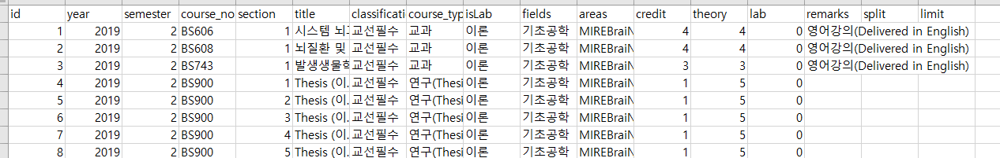 id year semester course_no section title classificati course_typ isLab fields areas credit theory lab remarks split limit
1 2019 2 BS606 1 시스템 뇌 교선필수 교과 이론 기초공학 MIREBraiN 4 4 0 영어강의(Delivered in English)
2 2019 2 BS608 1 뇌질환 및 교선필수 교과 이론 기초공학 MIREBraiN 4 4 0 영어강의(Delivered in English)
3 2019 2 BS743 1 발생생물학 교선필수 교과 이론 기초공학 MIREBraiN 3 3 0 영어강의(Delivered in English)
4 2019 2 BS900 1 Thesis (이. 교선필수 연구(Thesi 이론 기초공학 MIREBraiN 1 5 0
5 2019 2 BS900 2 Thesis (이. 교선필수 연구(Thesi 이론 기초공학 MIREBraiN 1 5 0
6 2019 2 BS900 3 Thesis (이. 교선필수 연구(Thesi 이론 기초공학 MIREBraiN 1 5 0
7 2019 2 BS900 4 Thesis (이. 교선필수 연구(Thesi 이론 기초공학 MIREBraiN 1 5 0
8 2019 2 BS900 5 Thesis (이. 교선필수 연구(Thesi 이론 기초공학 MIREBraiN 1 5 0